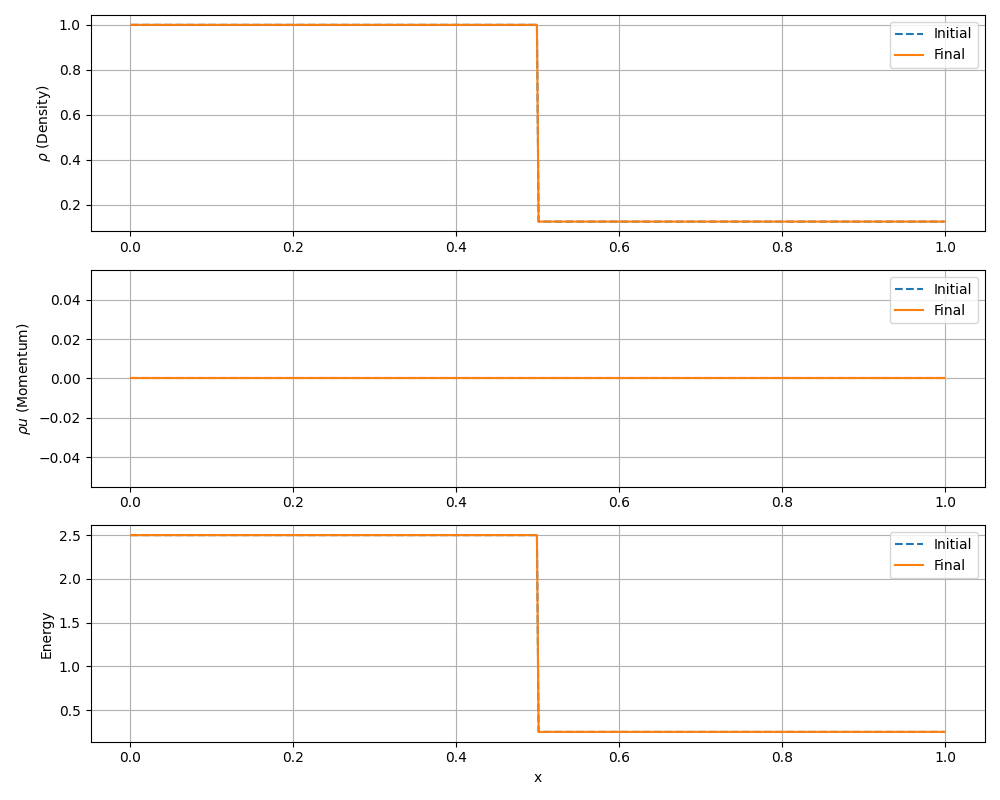 1.0
0.8
0.6
0.4
0.2
ρ (Density)
Initial
Final
0.0 0.2 0.4 0.6 0.8 1.0
0.04
0.02
0.00
−0.02
−0.04
ρu (Momentum)
Initial
Final
0.0 0.2 0.4 0.6 0.8 1.0
2.5
2.0
1.5
1.0
0.5
Energy
Initial
Final
0.0 0.2 0.4 0.6 0.8 1.0
x